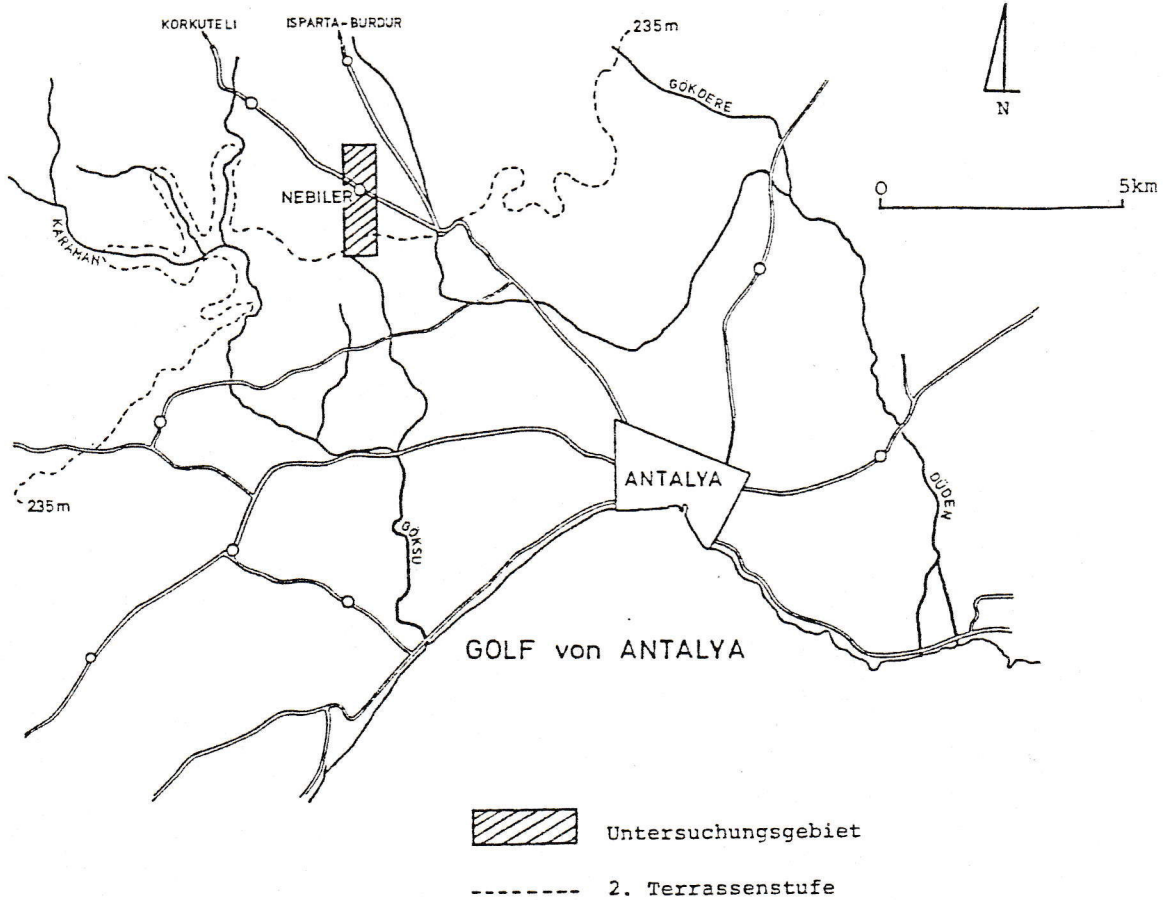 KORKUTELI
ISPARTA-BURDUR
235m
GÖKDERE
N
0
5km
NEBILER
KARAMAN
ANTALYA
DÜDEN
235m
GÖKSU
GOLF von ANTALYA
Untersuchungsgebiet
2. Terrassenstufe